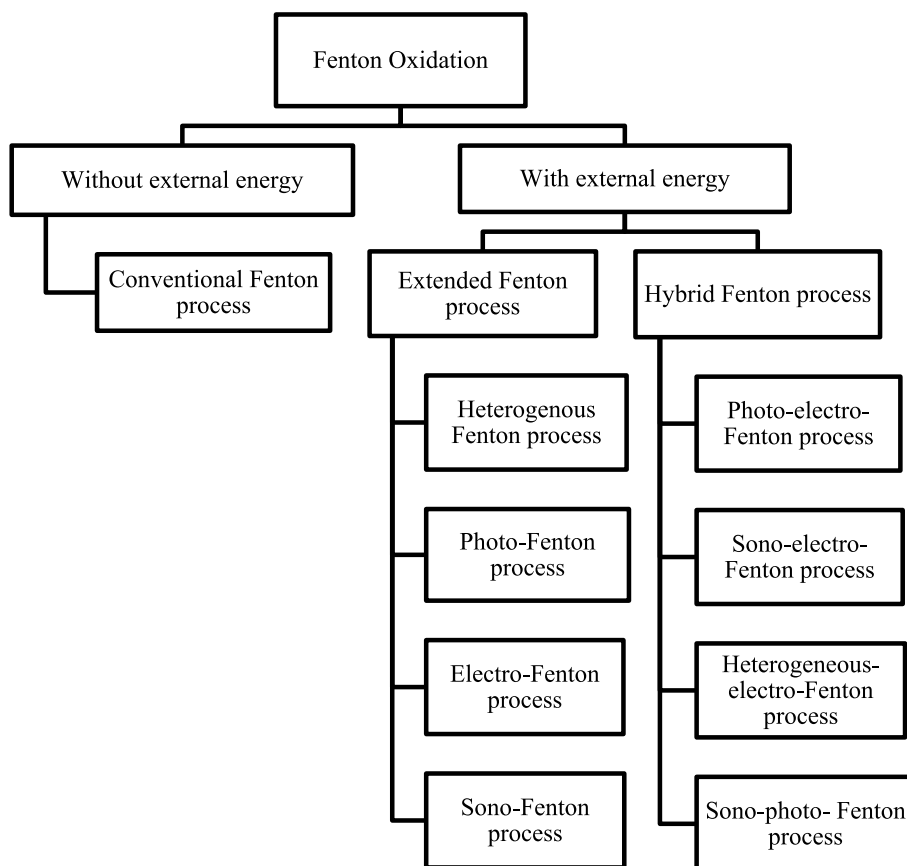 Fenton Oxidation
Without external energy
With external energy
Conventional Fenton
process
Extended Fenton
process
Hybrid Fenton process
Heterogenous
Fenton process
Photo-Fenton
process
Electro-Fenton
process
Sono-Fenton
process
Photo-electro-
Fenton process
Sono-electro-
Fenton process
Heterogeneous-
electro-Fenton
process
Sono-photo- Fenton
process